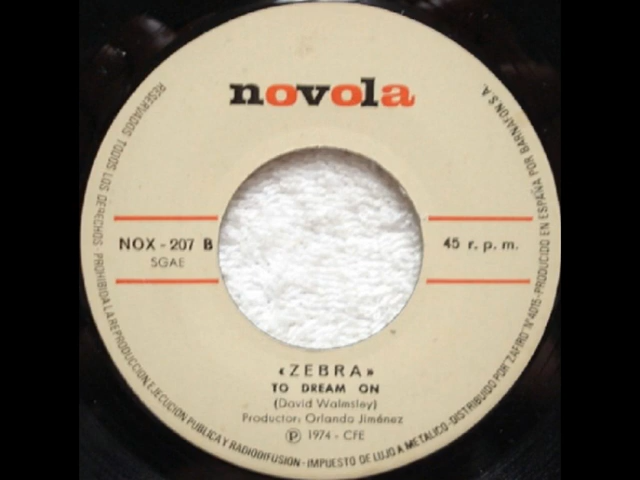 novola
NOX - 207 B
SGAE
45 r. p. m.
«ZEBRA»
TO DREAM ON
(David Walmsley)
Productor: Orlando Jiménez
Ⓟ 1974 - CFE
RESERVADOS TODOS LOS DERECHOS - PROHIBIDA LA REPRODUCCION EJECUCION PUBLICA Y RADIODIFUSION - IMPUESTO DE LUJO A METALICO - DISTRIBUIDO POR "ZAFIRO" N° 4015 - PRODUCIDO EN ESPAÑA POR BARNAFON S. A.